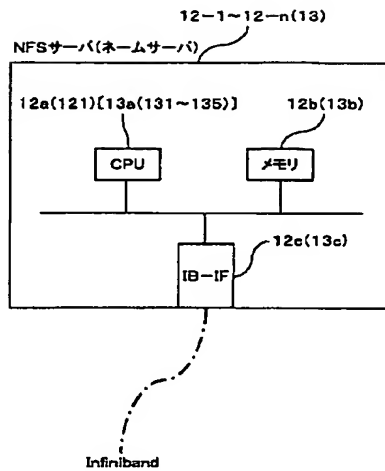 12-1～12-n(13)
NFSサーバ(ネームサーバ)
12a(121)[13a(131～135)]
12b(13b)
CPU
メモリ
12c(13c)
IB-IF
Infiniband